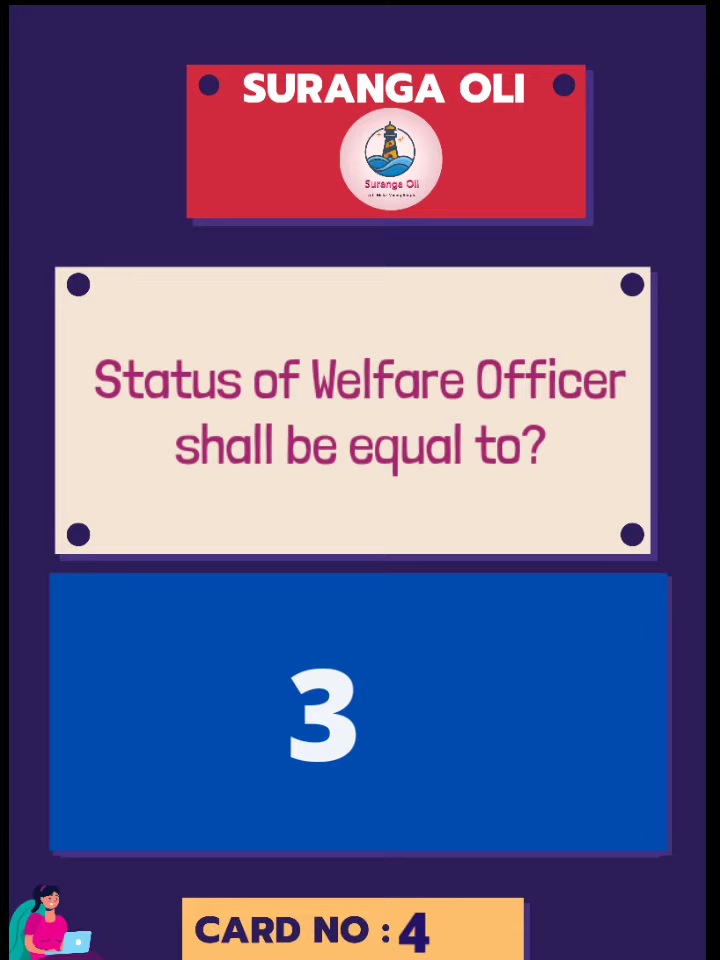 SURANGA OLI
Suranga Oli
Status of Welfare Officer
shall be equal to?
3
CARD NO : 4